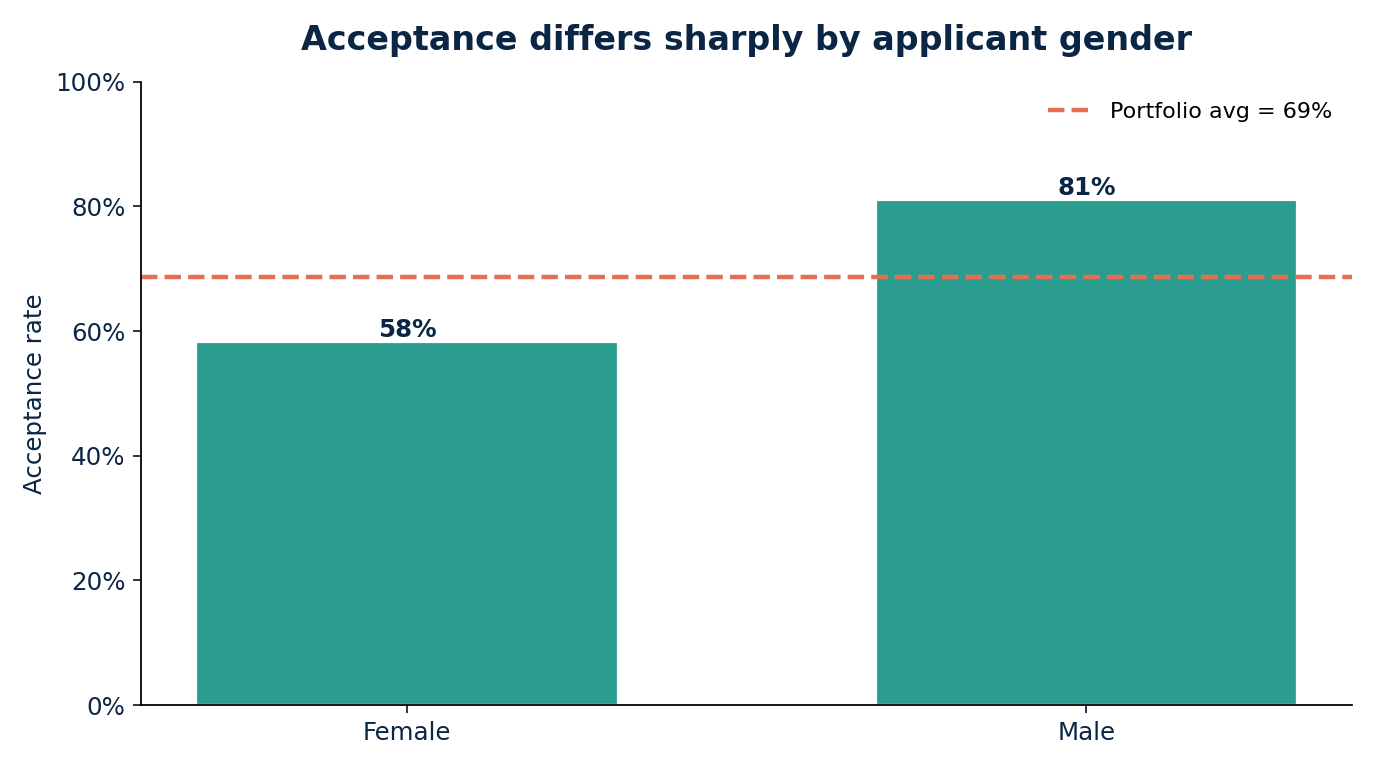 Acceptance differs sharply by applicant gender
100%
Portfolio avg = 69%
81%
80%
60%
58%
Acceptance rate
40%
20%
0%
Female
Male